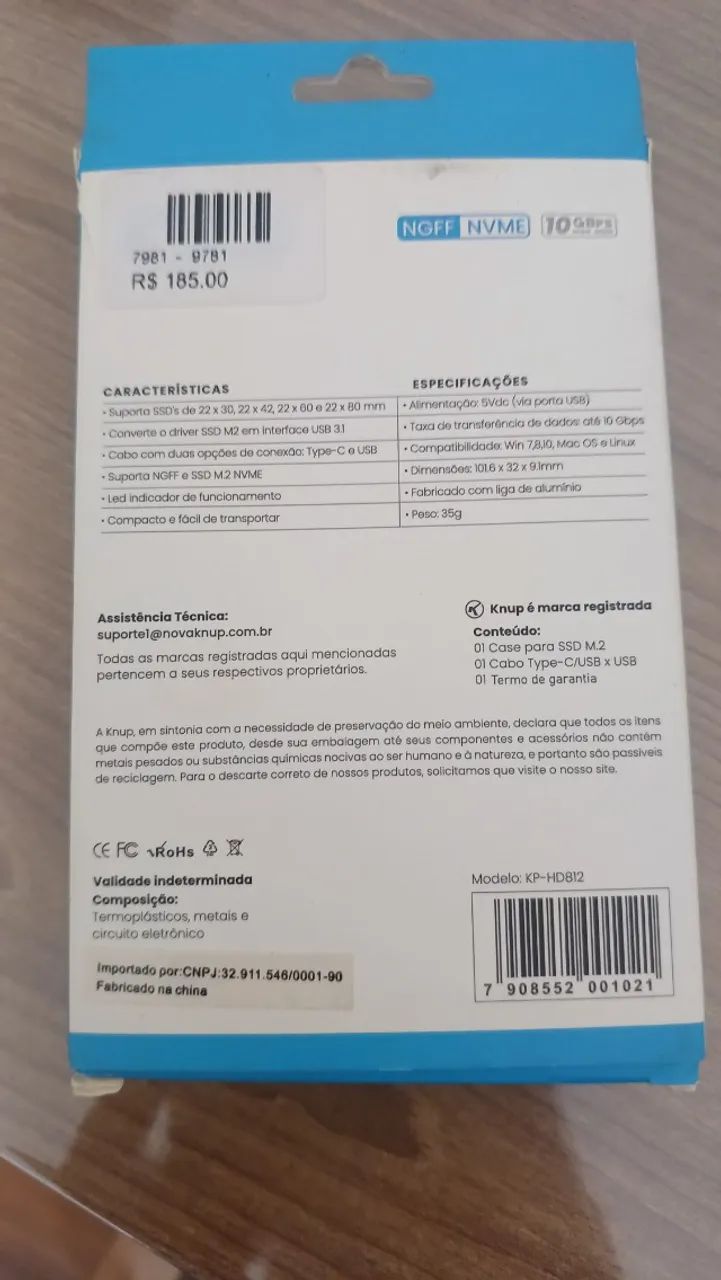 7981 - 9781
R$ 185.00
NGFF NVME 10GBPS
CARACTERÍSTICAS
• Suporta SSD's de 22 x 30, 22 x 42, 22 x 60 e 22 x 80 mm
• Converte o driver SSD M2 em interface USB 3.1
• Cabo com duas opções de conexão: Type-C e USB
• Suporta NGFF e SSD M.2 NVME
• Led indicador de funcionamento
• Compacto e fácil de transportar
ESPECIFICAÇÕES
• Alimentação: 5Vdc (via porta USB)
• Taxa de transferência de dados: até 10 Gbps
• Compatibilidade: Win 7,8,10, Mac OS e Linux
• Dimensões: 101.6 x 32 x 9.1mm
• Fabricado com liga de alumínio
• Peso: 35g
Assistência Técnica:
suporte1@novaknup.com.br
Todas as marcas registradas aqui mencionadas
pertencem a seus respectivos proprietários.
Knup é marca registrada
Conteúdo:
01 Case para SSD M.2
01 Cabo Type-C/USB x USB
01 Termo de garantia
A Knup, em sintonia com a necessidade de preservação do meio ambiente, declara que todos os itens
que compõe este produto, desde sua embalagem até seus componentes e acessórios não contém
metais pesados ou substâncias químicas nocivas ao ser humano e à natureza, e portanto são passíveis
de reciclagem. Para o descarte correto de nossos produtos, solicitamos que visite o nosso site.
CE FC RoHs
Validade indeterminada
Composição:
Termoplásticos, metais e
circuito eletrônico
Importado por:CNPJ:32.911.546/0001-90
Fabricado na china
Modelo: KP-HD812
7 908552 001021